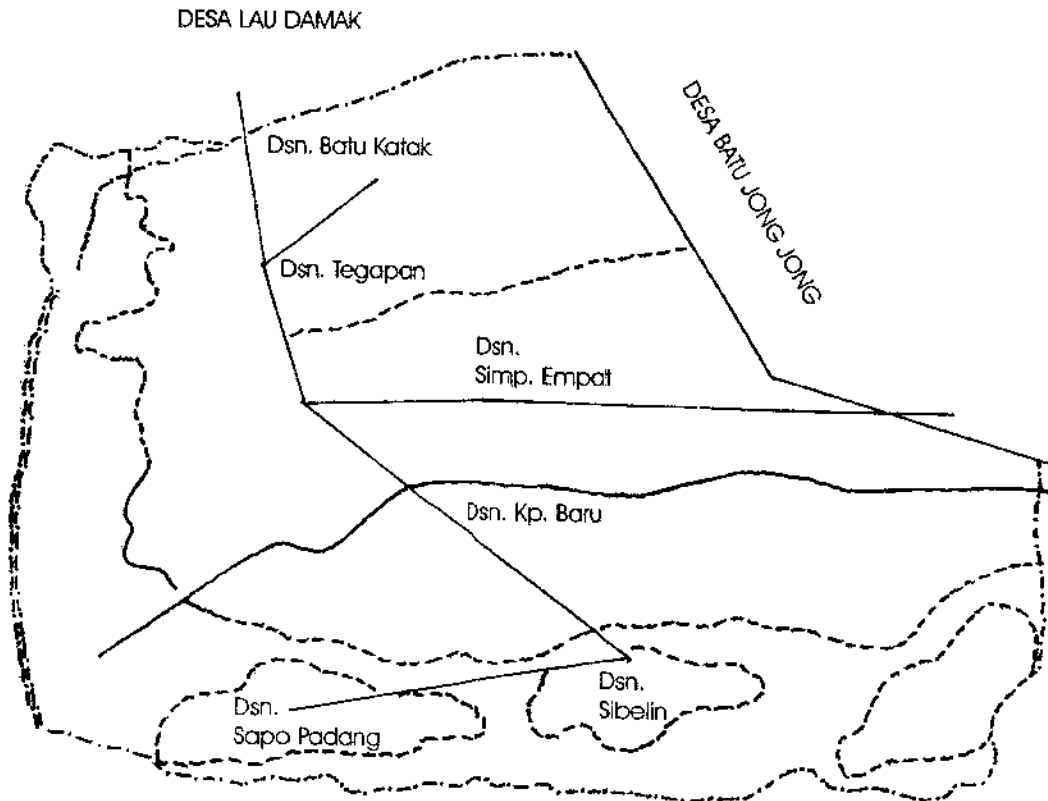 DESA LAU DAMAK
DESA BATU JONG JONG
Dsn. Batu Katak
Dsn. Tegapan
Dsn.
Simp. Empat
Dsn. Kp. Baru
Dsn.
Sibelin
Dsn.
Sapo Padang